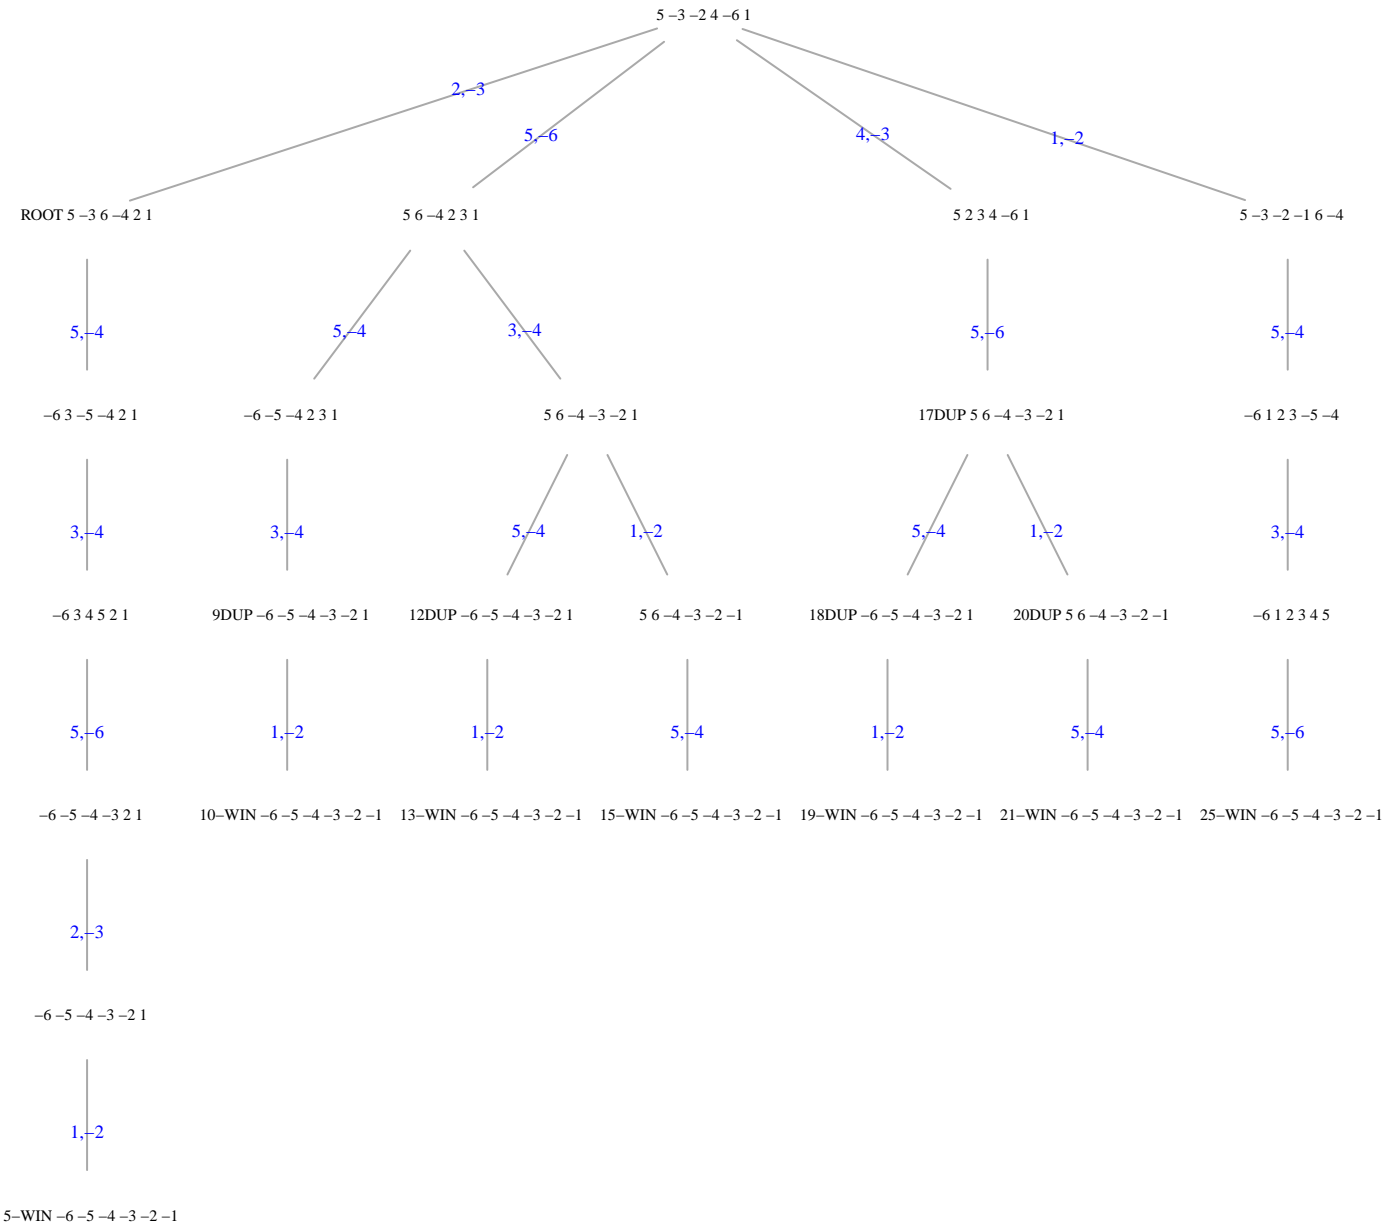 5 –3 –2 4 –6 1
2,–3
5,–6
4,–3
1,–2
ROOT 5 –3 6 –4 2 1
5 6 –4 2 3 1
5 2 3 4 –6 1
5 –3 –2 –1 6 –4
5,–4
5,–4
3,–4
5,–6
5,–4
–6 3 –5 –4 2 1
–6 –5 –4 2 3 1
5 6 –4 –3 –2 1
17DUP 5 6 –4 –3 –2 1
–6 1 2 3 –5 –4
3,–4
3,–4
5,–4
1,–2
5,–4
1,–2
3,–4
–6 3 4 5 2 1
9DUP –6 –5 –4 –3 –2 1
12DUP –6 –5 –4 –3 –2 1
5 6 –4 –3 –2 –1
18DUP –6 –5 –4 –3 –2 1
20DUP 5 6 –4 –3 –2 –1
–6 1 2 3 4 5
5,–6
1,–2
1,–2
5,–4
1,–2
5,–4
5,–6
–6 –5 –4 –3 2 1
10–WIN –6 –5 –4 –3 –2 –1
13–WIN –6 –5 –4 –3 –2 –1
15–WIN –6 –5 –4 –3 –2 –1
19–WIN –6 –5 –4 –3 –2 –1
21–WIN –6 –5 –4 –3 –2 –1
25–WIN –6 –5 –4 –3 –2 –1
2,–3
–6 –5 –4 –3 –2 1
1,–2
5–WIN –6 –5 –4 –3 –2 –1